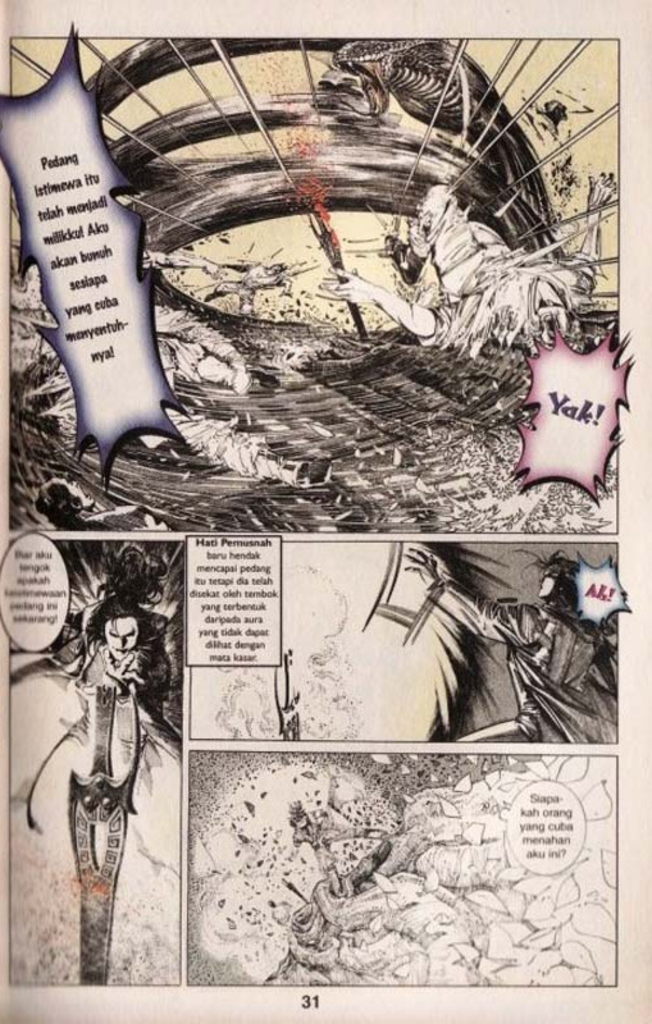 Pedang
istimewa itu
telah menjadi
milikku! Aku
akan bunuh
sesiapa
yang cuba
menyentuh-
nya!
Yak!
Biar aku
tengok
apakah
keistimewaan
pedang ini
sekarang!
Hati Pemusnah
baru hendak
mencapai pedang
itu tetapi dia telah
disekat oleh tembok
yang terbentuk
daripada aura
yang tidak dapat
dilihat dengan
mata kasar.
Ah!
Siapa-
kah orang
yang cuba
menahan
aku ini?
31